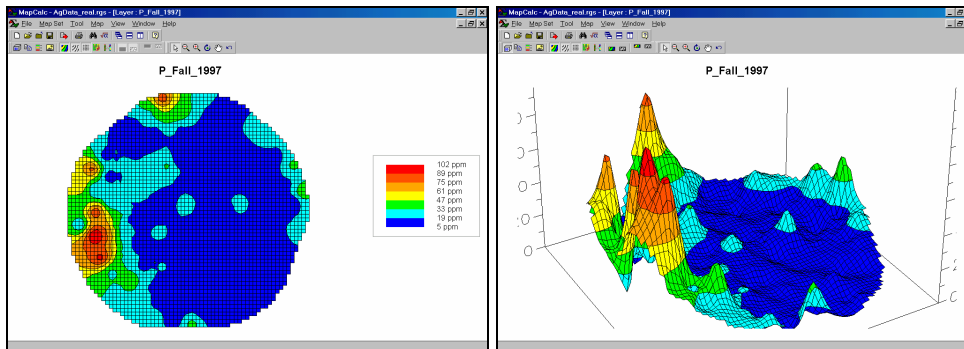 MapCalc - AgData_real.rgs - [Layer : P_Fall_1997]
File Map Set Tool Map View Window Help
P_Fall_1997
102 ppm
89 ppm
75 ppm
61 ppm
47 ppm
33 ppm
19 ppm
5 ppm
MapCalc - AgData_real.rgs - [Layer : P_Fall_1997]
File Map Set Tool Map View Window Help
P_Fall_1997